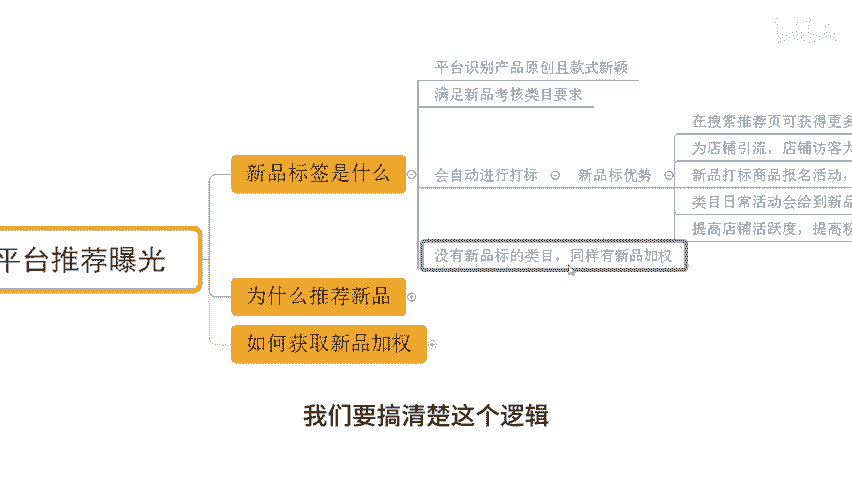 平台识别产品原创且款式新颖
满足新品考核类目要求
在搜索推荐页可获得更多
为店铺引流，店铺访客大
新品标签是什么
会自动进行打标
新品标优势
新品打标商品报名活动，
类目日常活动会给到新品
提高店铺活跃度，提高粉
平台推荐曝光
没有新品标的类目，同样有新品加权
为什么推荐新品
如何获取新品加权
我们要搞清楚这个逻辑